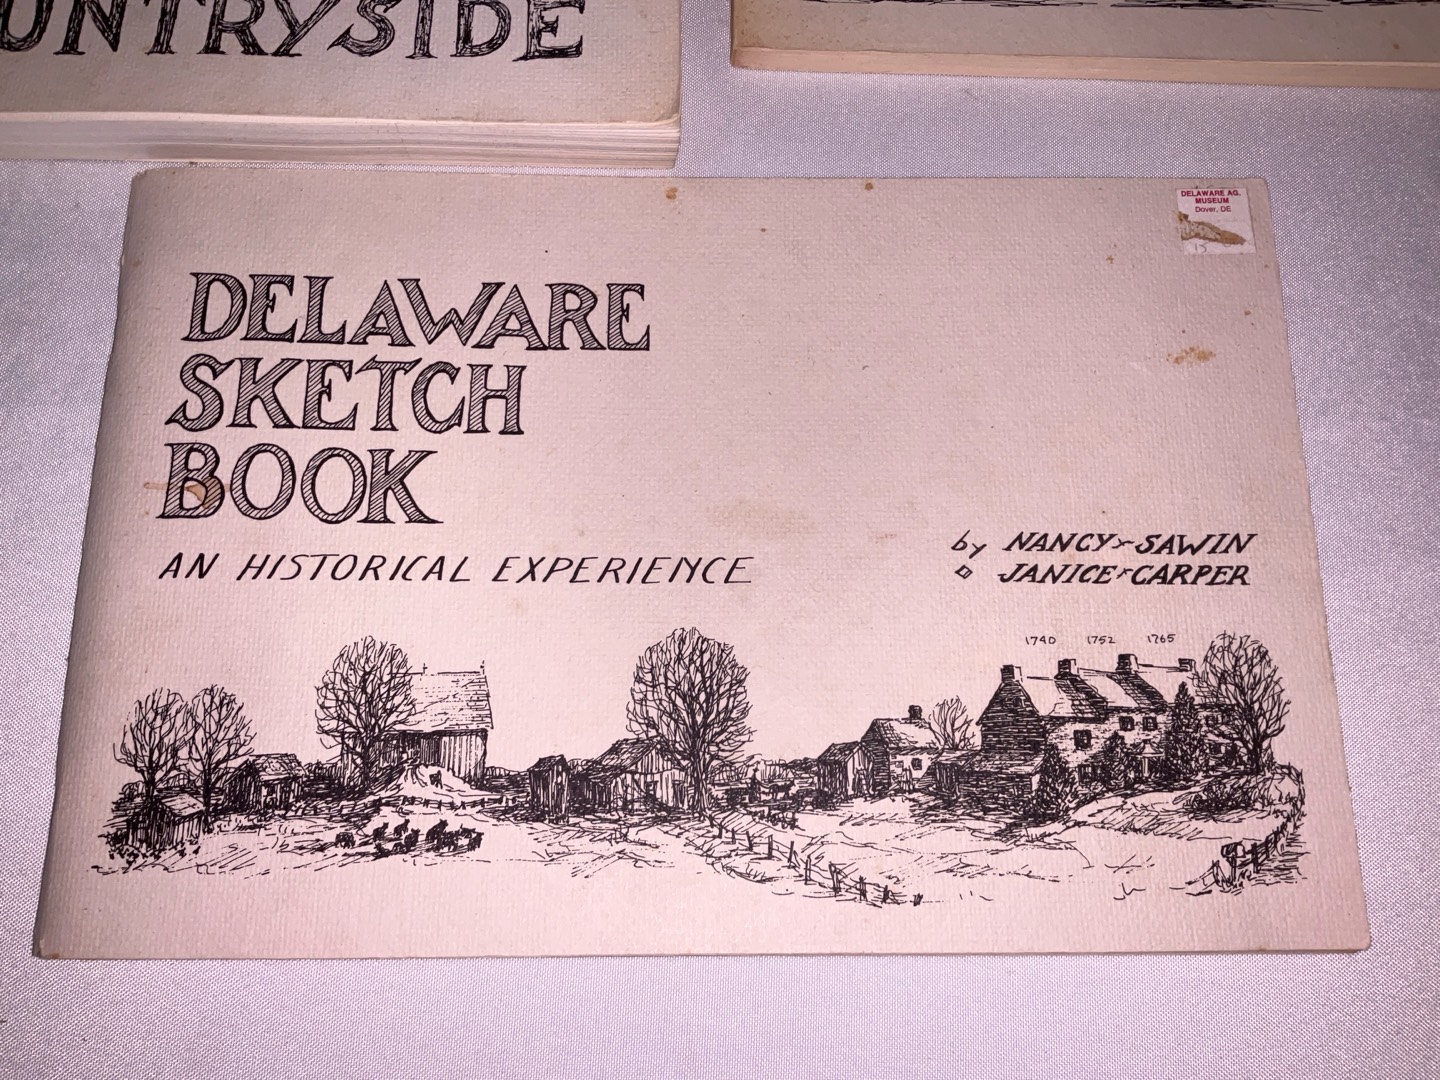 UNTRYSIDE
DELAWARE AG.
MUSEUM
Dover, DE
15
DELAWARE
SKETCH
BOOK
AN HISTORICAL EXPERIENCE
by NANCY SAWIN
JANICE CARPER
1740 1752 1765